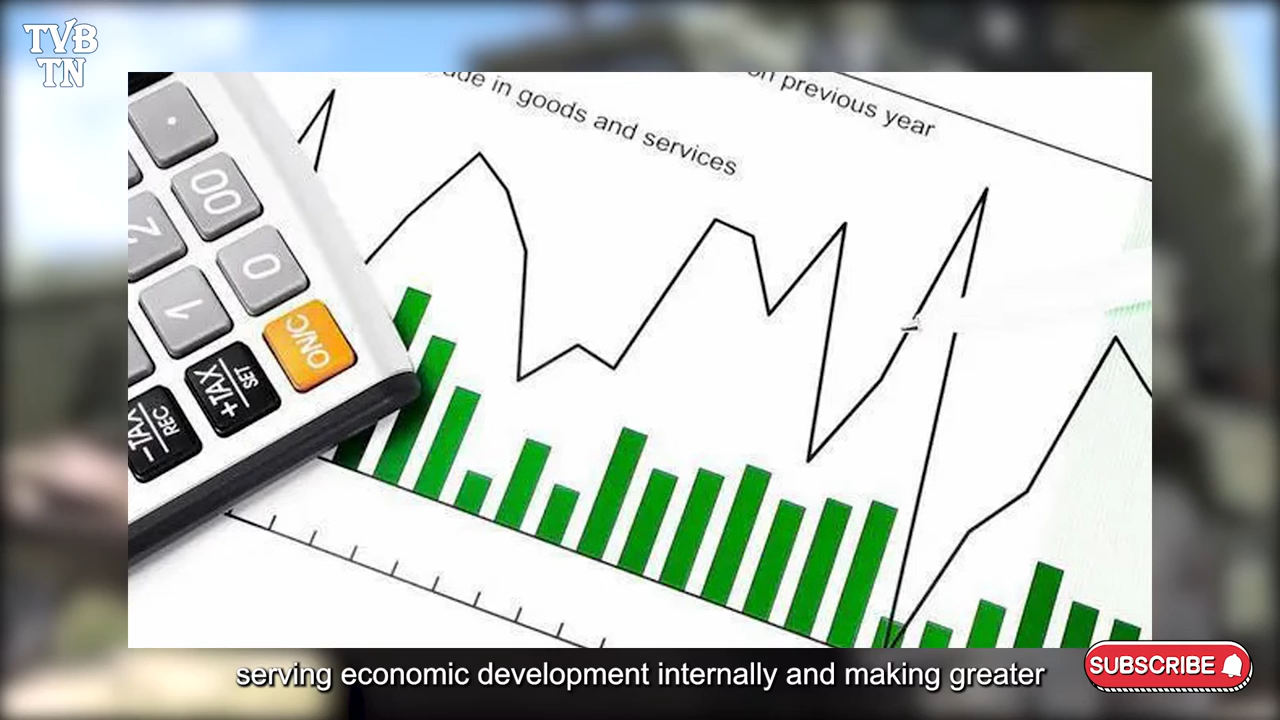 TVB
TN
on previous year
ade in goods and services
.
00
2
0
1
ON/C
+TAX
SET
-TAX
REC
serving economic development internally and making greater
SUBSCRIBE